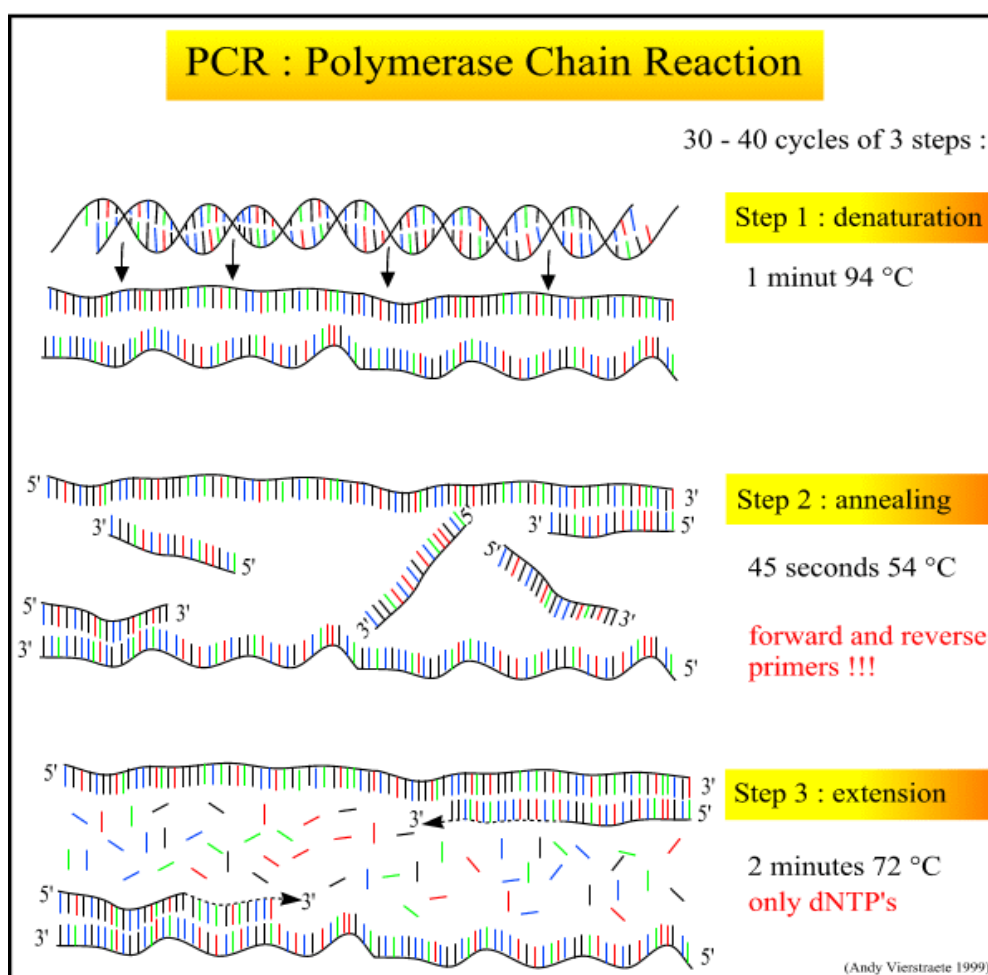 PCR : Polymerase Chain Reaction
30 - 40 cycles of 3 steps :
Step 1 : denaturation
1 minut 94 °C
5'
3'
Step 2 : annealing
3'
5'
5'
3'
5'
5'
3'
45 seconds 54 °C
5'
3'
3'
3'
forward and reverse
primers !!!
3'
5'
5'
3'
Step 3 : extension
3'
5'
2 minutes 72 °C
only dNTP's
5'
3'
3'
5'
(Andy Vierstraete 1999)